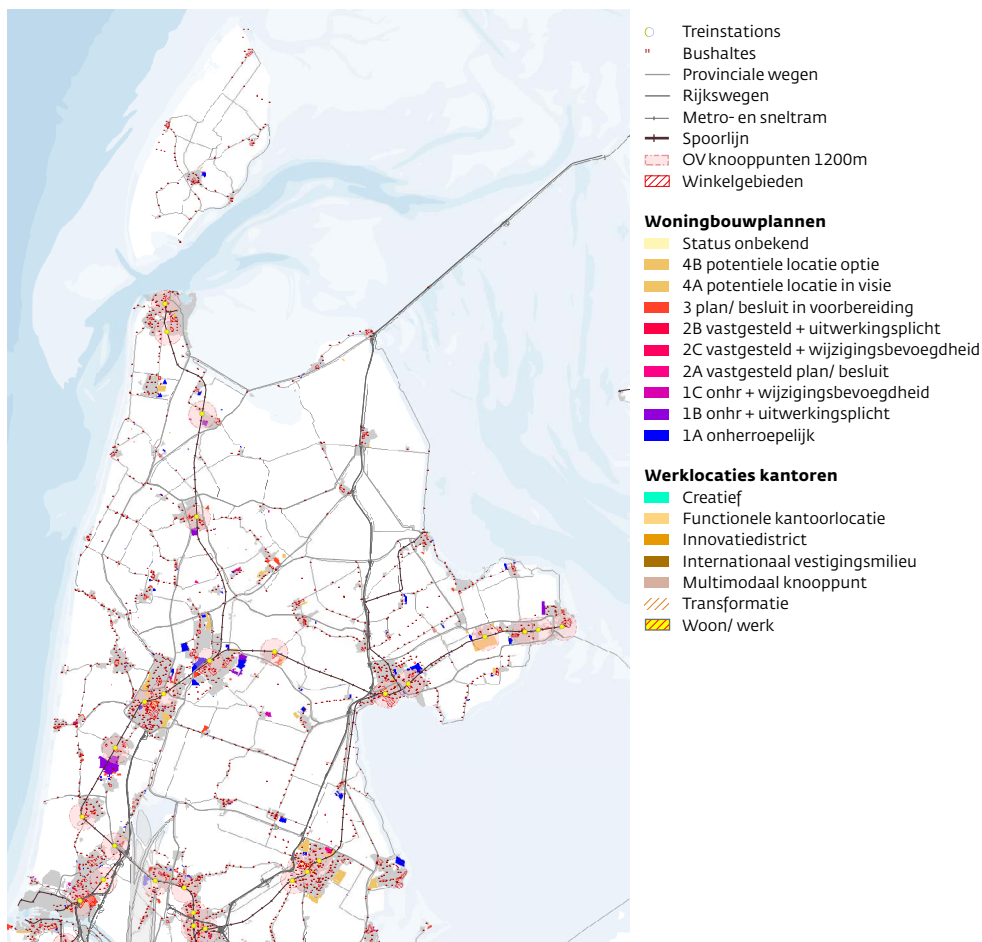 Treinstations
Bushaltes
Provinciale wegen
Rijkswegen
Metro- en sneltram
Spoorlijn
OV knooppunten 1200m
Winkelgebieden
Woningbouwplannen
Status onbekend
4B potentiele locatie optie
4A potentiele locatie in visie
3 plan/ besluit in voorbereiding
2B vastgesteld + uitwerkingsplicht
2C vastgesteld + wijzigingsbevoegdheid
2A vastgesteld plan/ besluit
1C onhr + wijzigingsbevoegdheid
1B onhr + uitwerkingsplicht
1A onherroepelijk
Werklocaties kantoren
Creatief
Functionele kantoorlocatie
Innovatiedistrict
Internationaal vestigingsmilieu
Multimodaal knooppunt
Transformatie
Woon/ werk